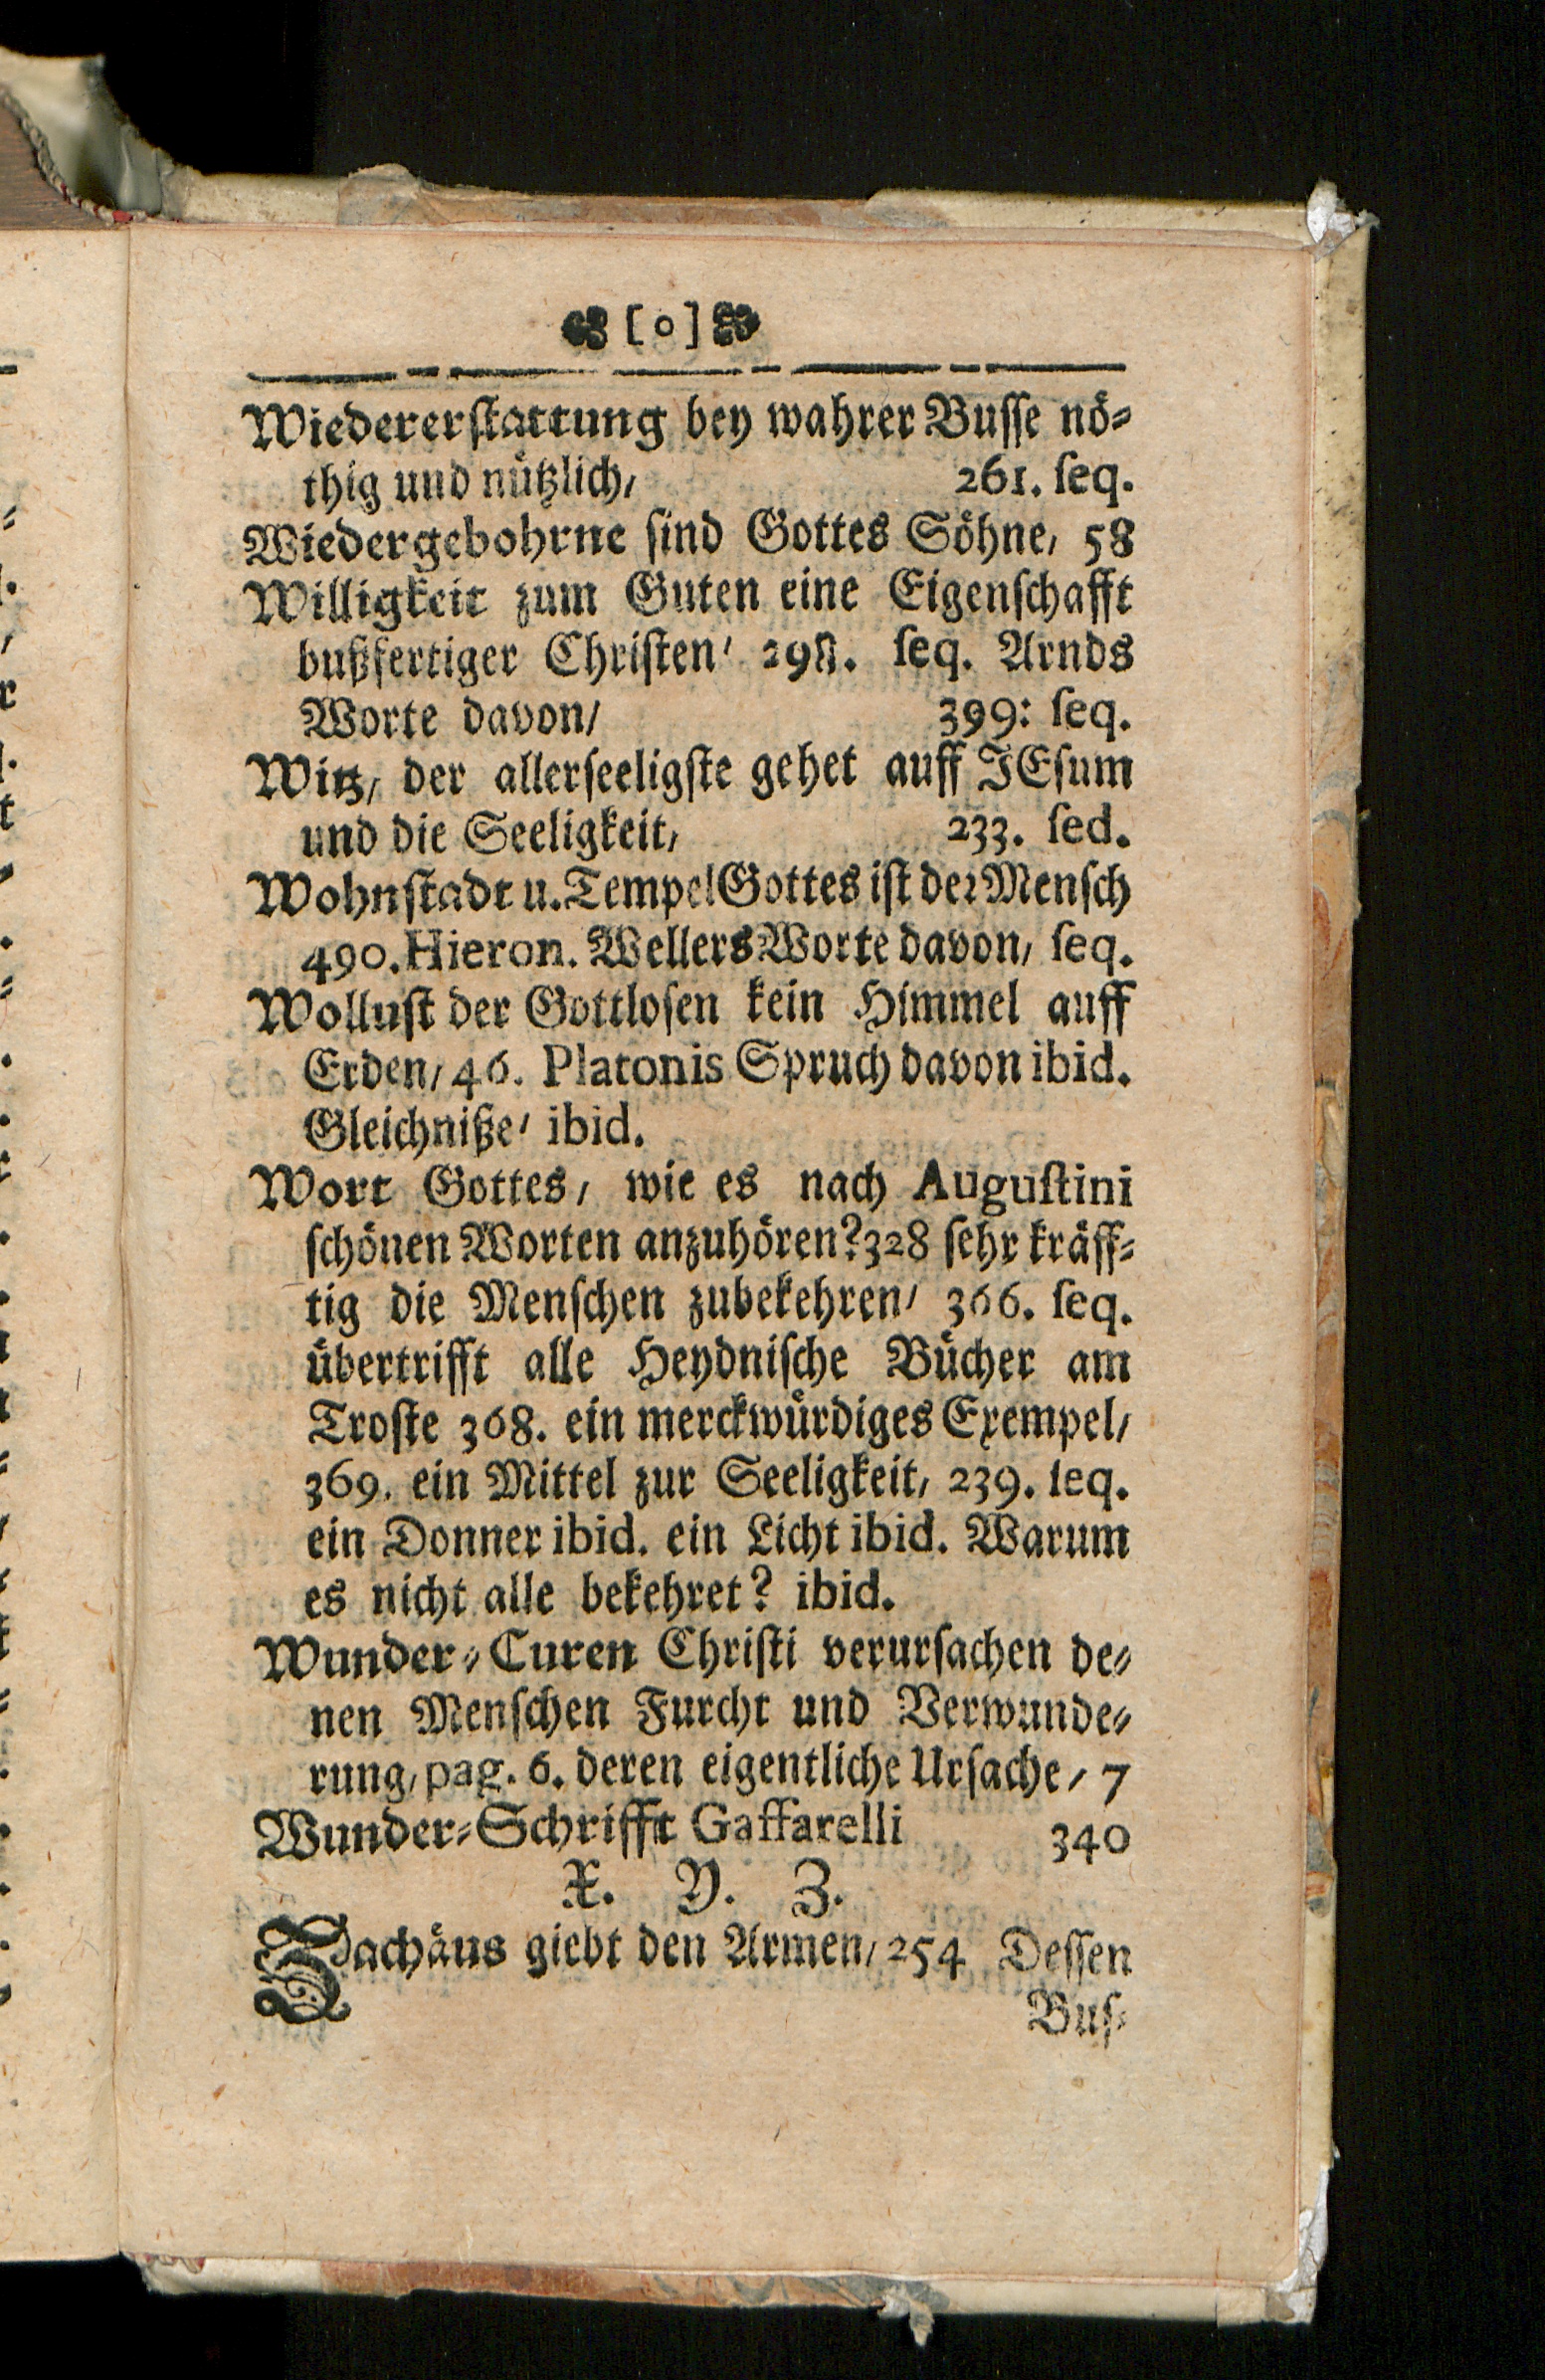 [o]
Wiedererſtattung bey wahrer Buſſe nö⸗
thig und nützlich, 261. ſeq.
Wiedergebohrne ſind Gottes Söhne, 58
Willigkeit zum Guten eine Eigenſchafft
bußfertiger Chriſten/ ſeq. Arnds
Worte davon/ 399: ſeq.
Witz, der allerſeeligſte gehet auff JEſum
und die Seeligkeit, 233. ſed.
Wohnſtadt u. Tempel Gottes iſt der Menſch
490. Hieron. Wellers Worte davon, ſeq.
Wolluſt der Gottloſen kein Himmel auff
Erden, 46. Platonis Spruch davon ibid.
Gleichniße/ ibid.
Wort Gottes, wie es nach Auguſtini
ſchönen Worten anzuhören? 328 ſehr kräff⸗
tig die Menſchen zubekehren/ 366. ſeq.
übertrifft alle Heydniſche Bücher am
Troſte 368. ein merckwürdiges Exempel/
369. ein Mittel zur Seeligkeit, 239. ſeq.
ein Donner ibid. ein Licht ibid. Warum
es nicht alle bekehret? ibid.
Wunder⸗Curen Chriſti verurſachen de⸗
nen Menſchen Furcht und Verwunde⸗
rung, pag. 6. deren eigentliche Urſache, 7
Wunder⸗Schrifft Gaffarelli 340
X. Y. Z.
Zachäus giebt den Armen, 254 Deſſen
Buſ⸗